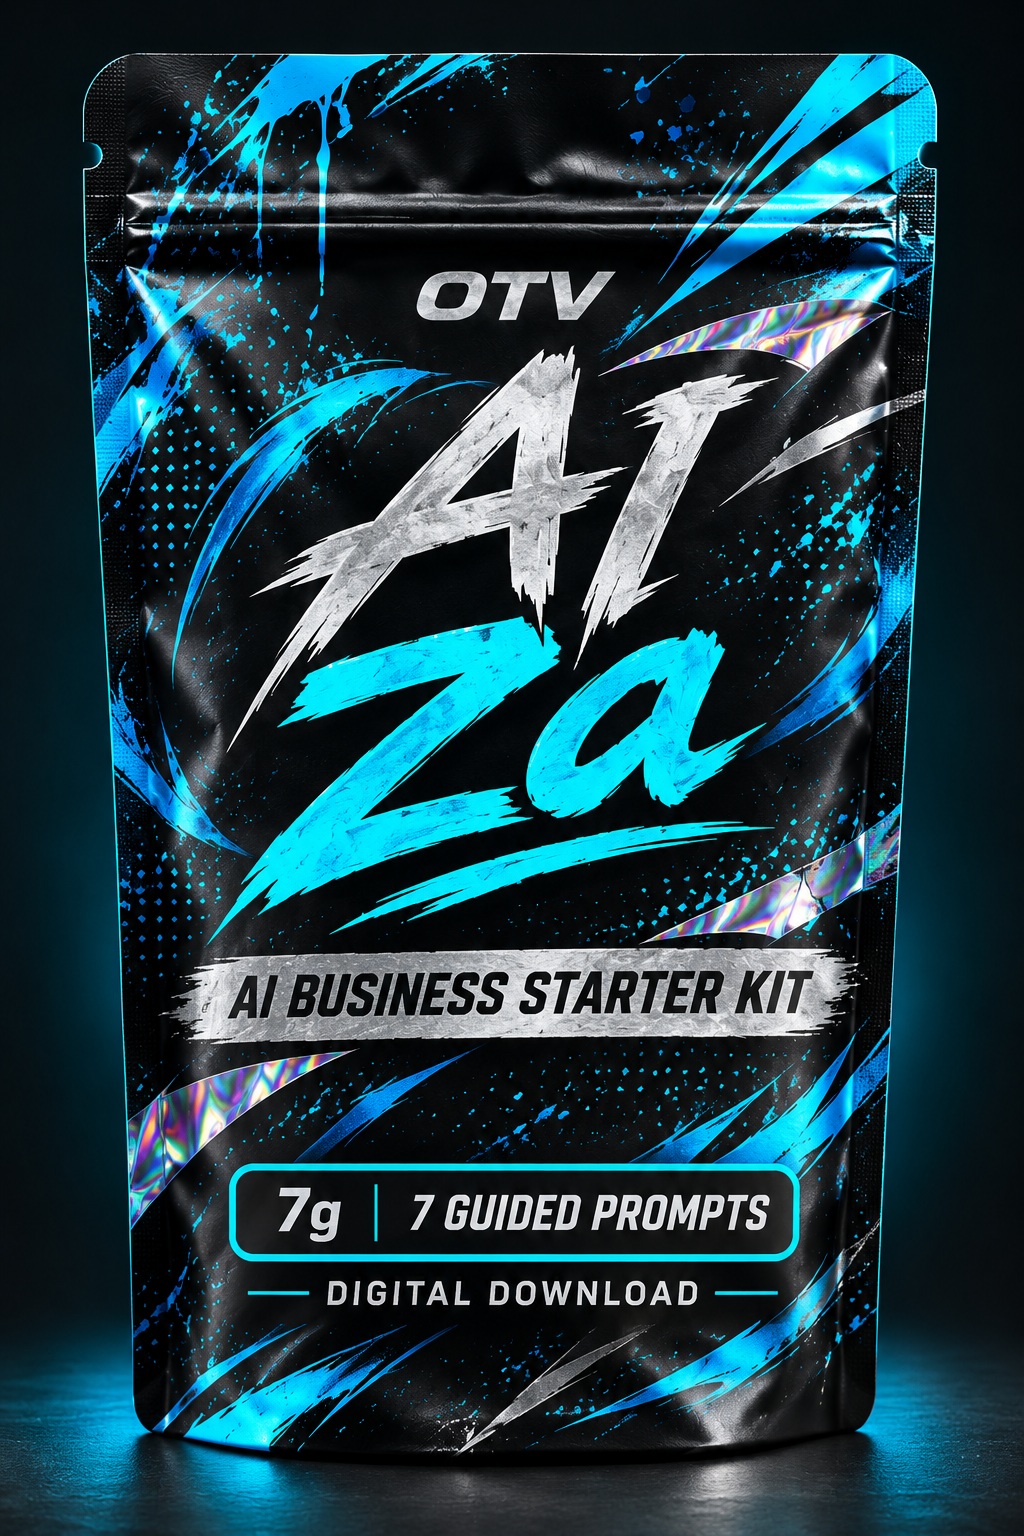 OTV
AI
Za
AI BUSINESS STARTER KIT
7g | 7 GUIDED PROMPTS
DIGITAL DOWNLOAD